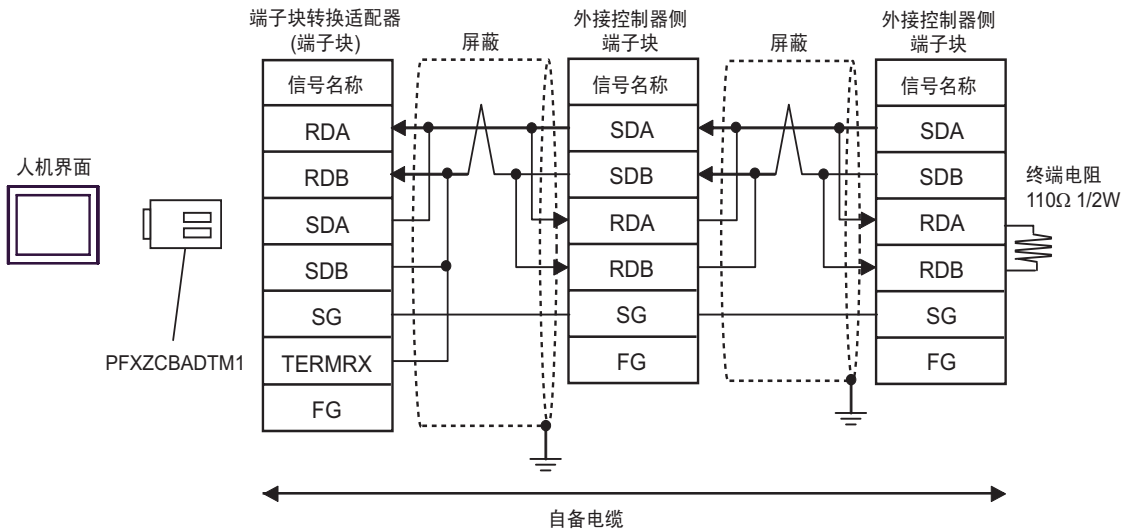 端子块转换适配器
(端子块)
屏蔽
外接控制器侧
端子块
屏蔽
外接控制器侧
端子块
信号名称
RDA
RDB
SDA
SDB
SG
TERMRX
FG
信号名称
SDA
SDB
RDA
RDB
SG
FG
信号名称
SDA
SDB
RDA
RDB
SG
FG
人机界面
PFXZCBADTM1
终端电阻
110Ω 1/2W
自备电缆